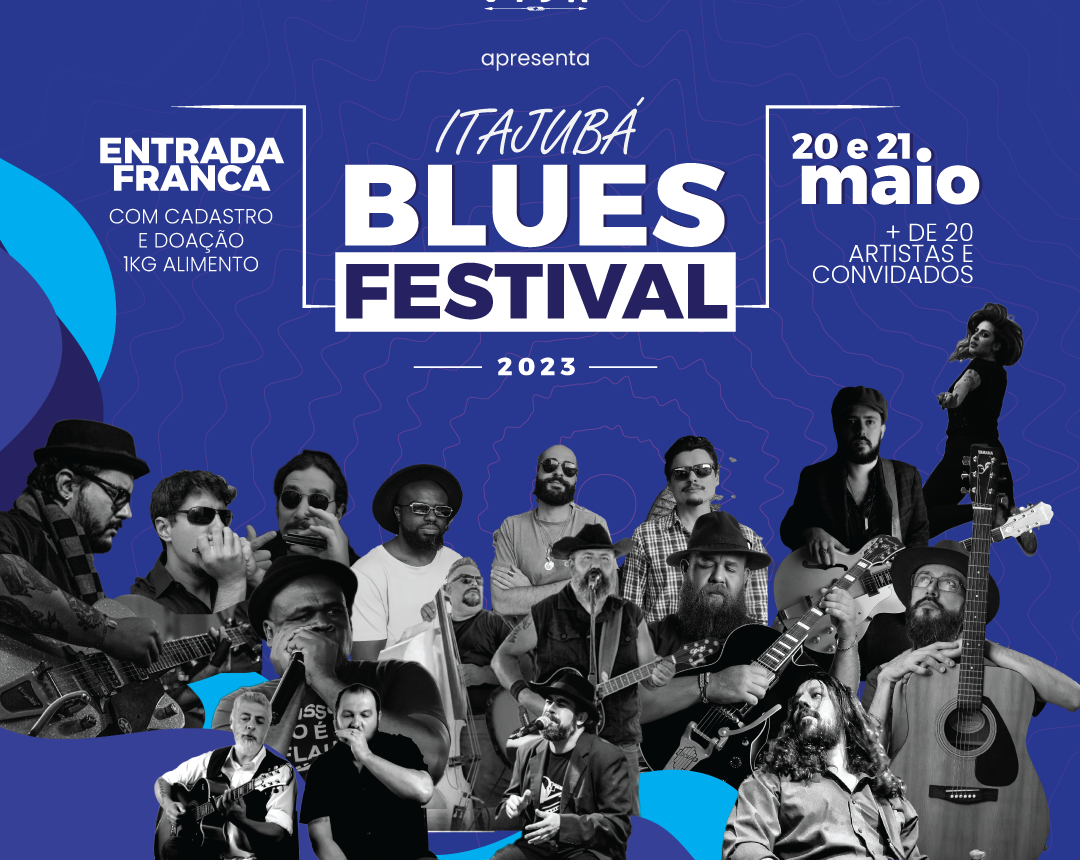 apresenta
ITAJUBÁ
BLUES
FESTIVAL
2023
ENTRADA
FRANCA
COM CADASTRO
E DOAÇÃO
1KG ALIMENTO
20 e 21
maio
+ DE 20
ARTISTAS E
CONVIDADOS
YAMAHA